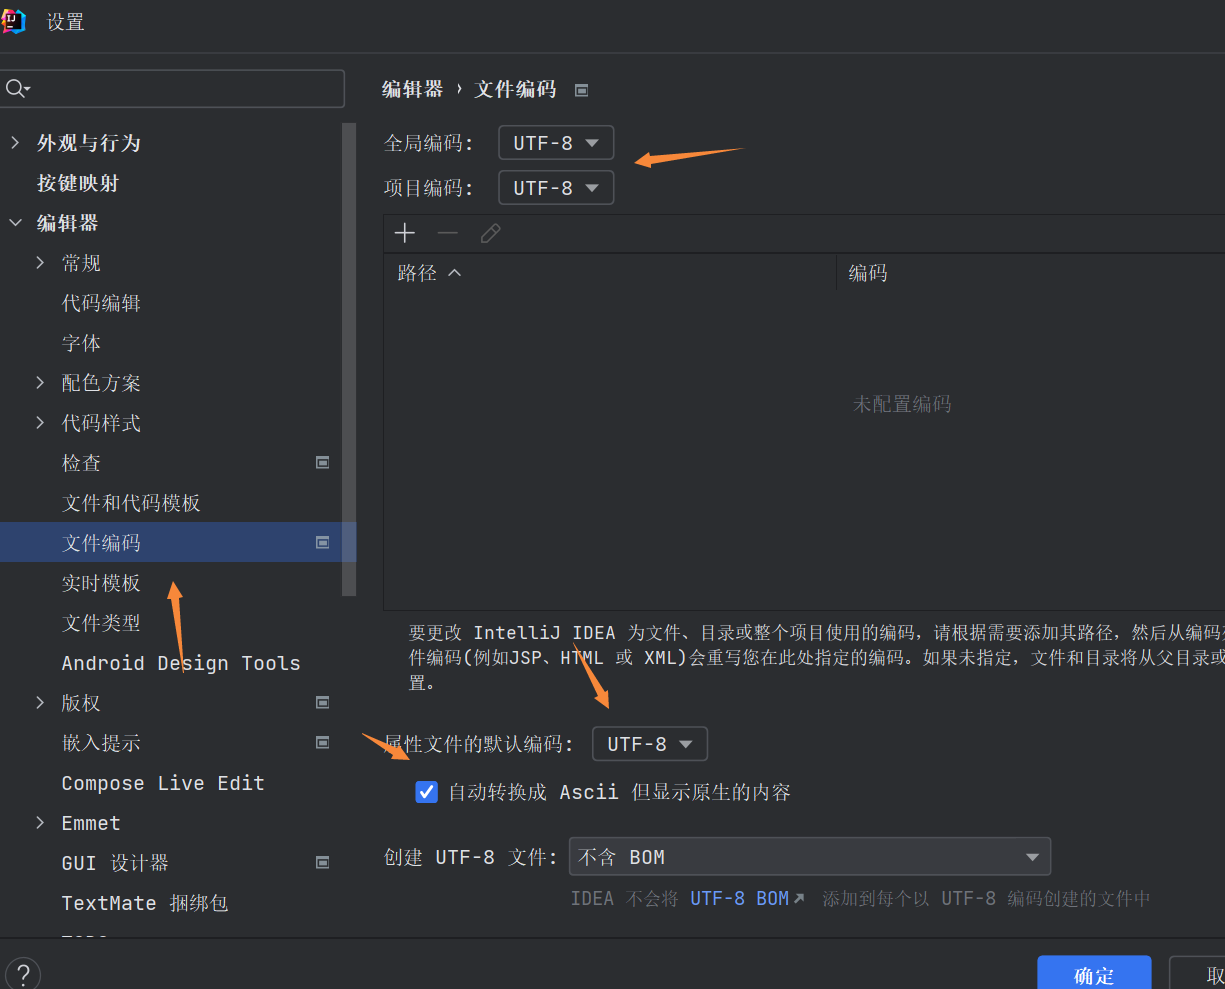 设置
外观与行为
按键映射
编辑器
常规
代码编辑
字体
配色方案
代码样式
检查
文件和代码模板
文件编码
实时模板
文件类型
Android Design Tools
版权
嵌入提示
Compose Live Edit
Emmet
GUI 设计器
TextMate 捆绑包
编辑器 › 文件编码
全局编码: UTF-8
项目编码: UTF-8
路径 编码
未配置编码
要更改 IntelliJ IDEA 为文件、目录或整个项目使用的编码，请根据需要添加其路径，然后从编码
件编码(例如JSP、HTML 或 XML)会重写您在此处指定的编码。如果未指定，文件和目录将从父目录或
置。
属性文件的默认编码: UTF-8
自动转换成 Ascii 但显示原生的内容
创建 UTF-8 文件: 不含 BOM
IDEA 不会将 UTF-8 BOM↗ 添加到每个以 UTF-8 编码创建的文件中
? 确定 取